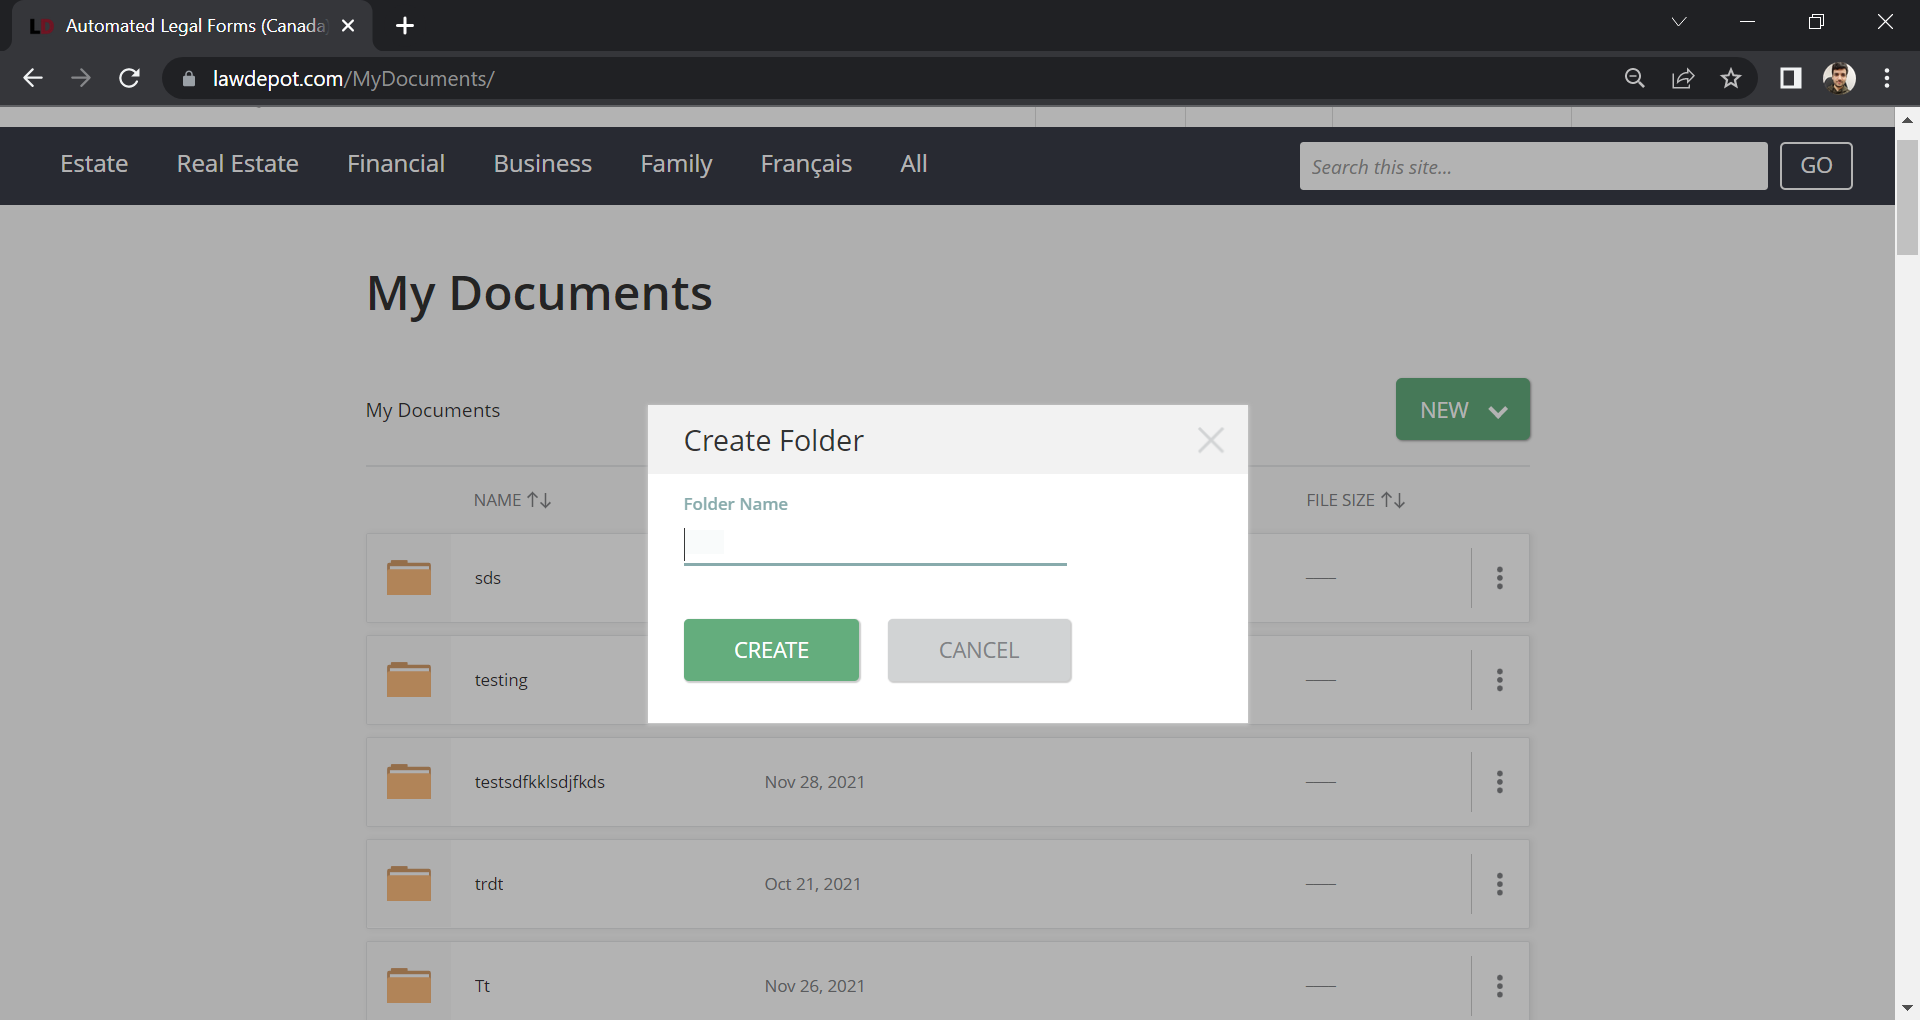 Automated Legal Forms (Canada)
lawdepot.com/MyDocuments/
Estate Real Estate Financial Business Family Français All Search this site... GO
My Documents
My Documents NEW
Create Folder
NAME FILE SIZE
Folder Name
sds
CREATE CANCEL
testing
testsdfkklsdjfkds Nov 28, 2021
trdt Oct 21, 2021
Tt Nov 26, 2021